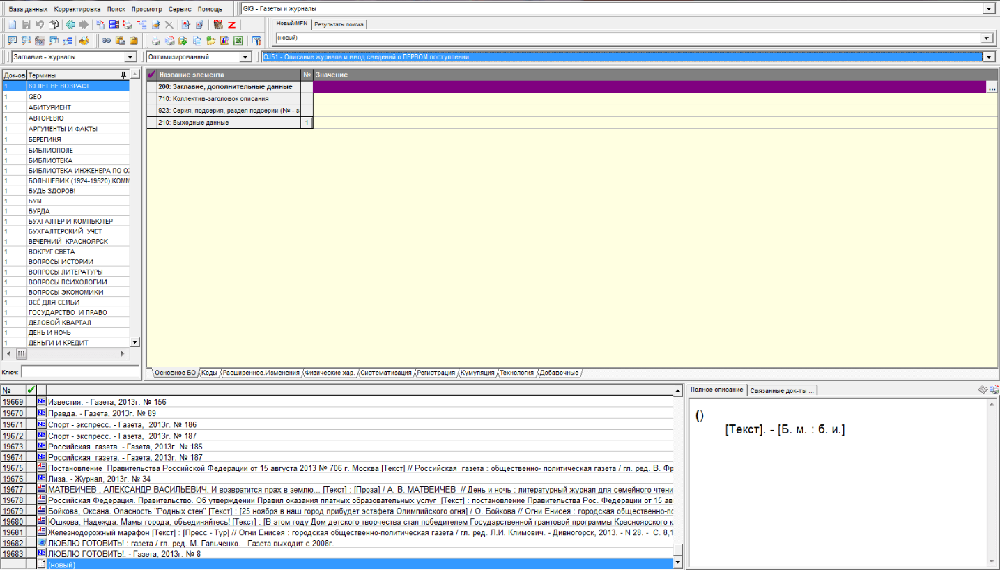 База данных Корректировка Поиск Просмотр Сервис Помощь
GIG - Газеты и журналы
Новый/MFN Результаты поиска
(новый)
Заглавие - журналы
Оптимизированный
OJ51 - Описание журнала и ввод сведений о ПЕРВОМ поступлении
Док-ов Термины
1 60 ЛЕТ НЕ ВОЗРАСТ
1 GEO
1 АБИТУРИЕНТ
1 АВТОРЕВЮ
1 АРГУМЕНТЫ И ФАКТЫ
1 БЕРЕГИНЯ
1 БИБЛИОПОЛЕ
1 БИБЛИОТЕКА
1 БИБЛИОТЕКА ИНЖЕНЕРА ПО ОХ
1 БОЛЬШЕВИК (1924-19520),КОММ
1 БУДЬ ЗДОРОВ!
1 БУМ
1 БУРДА
1 БУХГАЛТЕР И КОМПЬЮТЕР
1 БУХГАЛТЕРСКИЙ УЧЕТ
1 ВЕЧЕРНИЙ КРАСНОЯРСК
1 ВОКРУГ СВЕТА
1 ВОПРОСЫ ИСТОРИИ
1 ВОПРОСЫ ЛИТЕРАТУРЫ
1 ВОПРОСЫ ПСИХОЛОГИИ
1 ВОПРОСЫ ЭКОНОМИКИ
1 ВСЁ ДЛЯ СЕМЬИ
1 ГОСУДАРСТВО И ПРАВО
1 ДЕЛОВОЙ КВАРТАЛ
1 ДЕНЬ И НОЧЬ
1 ДЕНЬГИ И КРЕДИТ
Ключ:
Название элемента № Значение
200: Заглавие, дополнительные данные ...
710: Коллектив-заголовок описания
923: Серия, подсерия, раздел подсерии (№ - за
210: Выходные данные 1
Основное БО Коды Расширенное.Изменения Физические хар. Систематизация Регистрация Кумуляция Технология Добавочные
№
19669 Известия. - Газета, 2013г. № 156
19670 Правда. - Газета, 2013г. № 89
19671 Спорт - экспресс. - Газета, 2013г. № 186
19672 Спорт - экспресс. - Газета, 2013г. № 187
19673 Российская газета. - Газета, 2013г. № 185
19674 Российская газета. - Газета, 2013г. № 187
19675 Постановление Правительства Российской Федерации от 15 августа 2013 № 706 г. Москва [Текст] // Российская газета : общественно- политическая газета / гл. ред. В. Фр
19676 Лиза. - Журнал, 2013г. № 34
19677 МАТВЕИЧЕВ , АЛЕКСАНДР ВАСИЛЬЕВИЧ. И возвратится прах в землю... [Текст] : [Проза] / А. В. МАТВЕИЧЕВ // День и ночь : литературный журнал для семейного чтени
19678 Российская Федерация. Правительство. Об утверждении Правил оказания платных образовательных услуг [Текст] : постановление Правительства Рос. Федерации от 15 ав
19679 Бойкова, Оксана. Опасность "Родных стен" [Текст] : [25 ноября в наш город прибудет эстафета Олимпийского огня] / О. Бойкова // Огни Енисея : городская общественно-по
19680 Юшкова, Надежда. Мамы города, объединяйтесь! [Текст] : [В этом году Дом детского творчества стал победителем Государственной грантовой программы Красноярского к
19681 Железнодорожный марафон [Текст] : [Пресс - Тур] // Огни Енисея : городская общественно-политическая газета / гл. ред. Л.И. Климович. - Дивногорск, 2013. - N 28. - С. 8,1
19682 ЛЮБЛЮ ГОТОВИТЬ! : газета / гл. ред. М. Гальченко. - Газета выходит с 2008г.
19683 ЛЮБЛЮ ГОТОВИТЬ!. - Газета, 2013г. № 8
(новый)
Полное описание Связанные док-ты ...
()
[Текст]. - [Б. м. : б. и.]